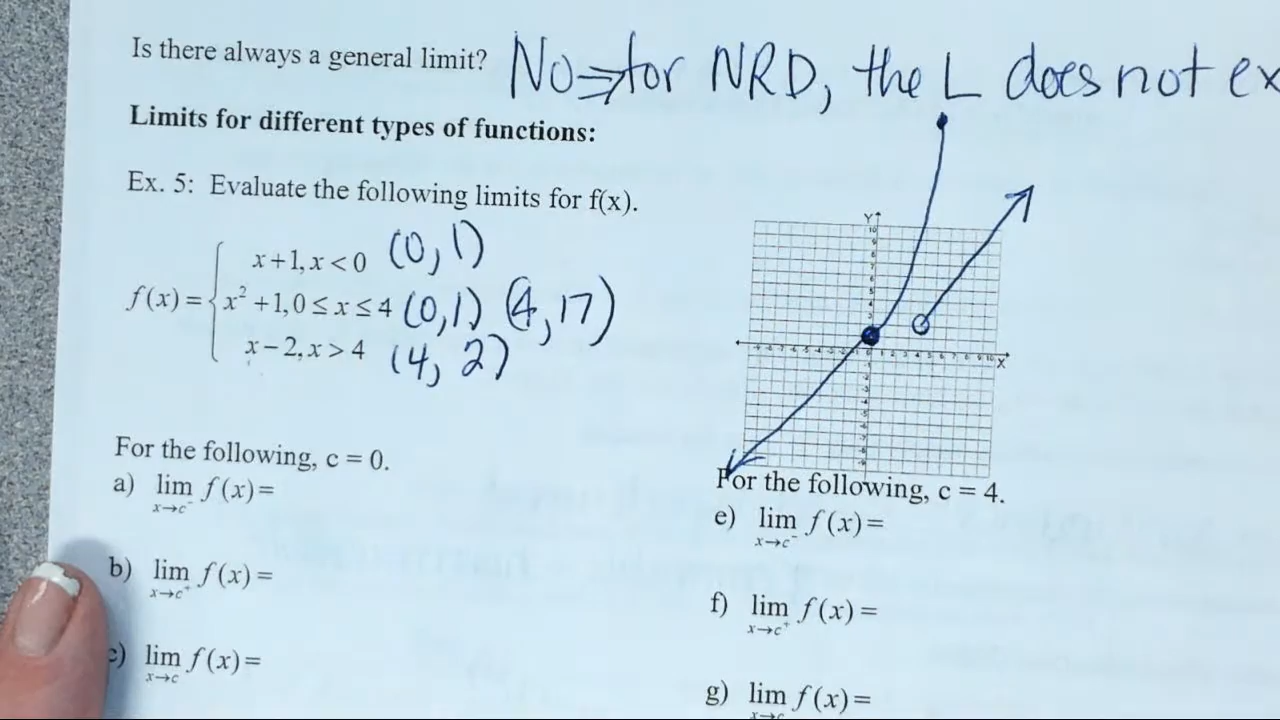 Is there always a general limit? No⇒for NRD, the L does not ex
Limits for different types of functions:
Ex. 5: Evaluate the following limits for f(x).
x+1, x < 0 (0, 1)
f(x) = { x² +1, 0 ≤ x ≤ 4 (0,1) (4, 17)
x − 2, x > 4 (4, 2)
Y
X
For the following, c = 0.
a) lim x→c⁻ f(x) =
b) lim x→c⁺ f(x) =
c) lim x→c f(x) =
For the following, c = 4.
e) lim x→c⁻ f(x) =
f) lim x→c⁺ f(x) =
g) lim x→c f(x) =